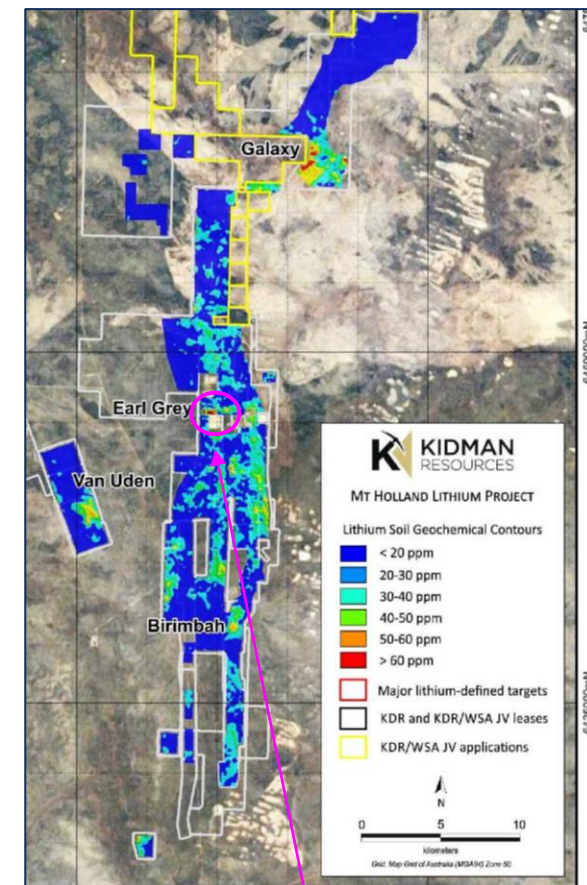 Galaxy
Earl Grey
Van Uden
Birimbah
KIDMAN
RESOURCES
MT HOLLAND LITHIUM PROJECT
Lithium Soil Geochemical Contours
< 20 ppm
20-30 ppm
30-40 ppm
40-50 ppm
50-60 ppm
> 60 ppm
Major lithium-defined targets
KDR and KDR/WSA JV leases
KDR/WSA JV applications
N
0 5 10
kilometers
Grid: Map Grid of Australia (MGA94) Zone 50